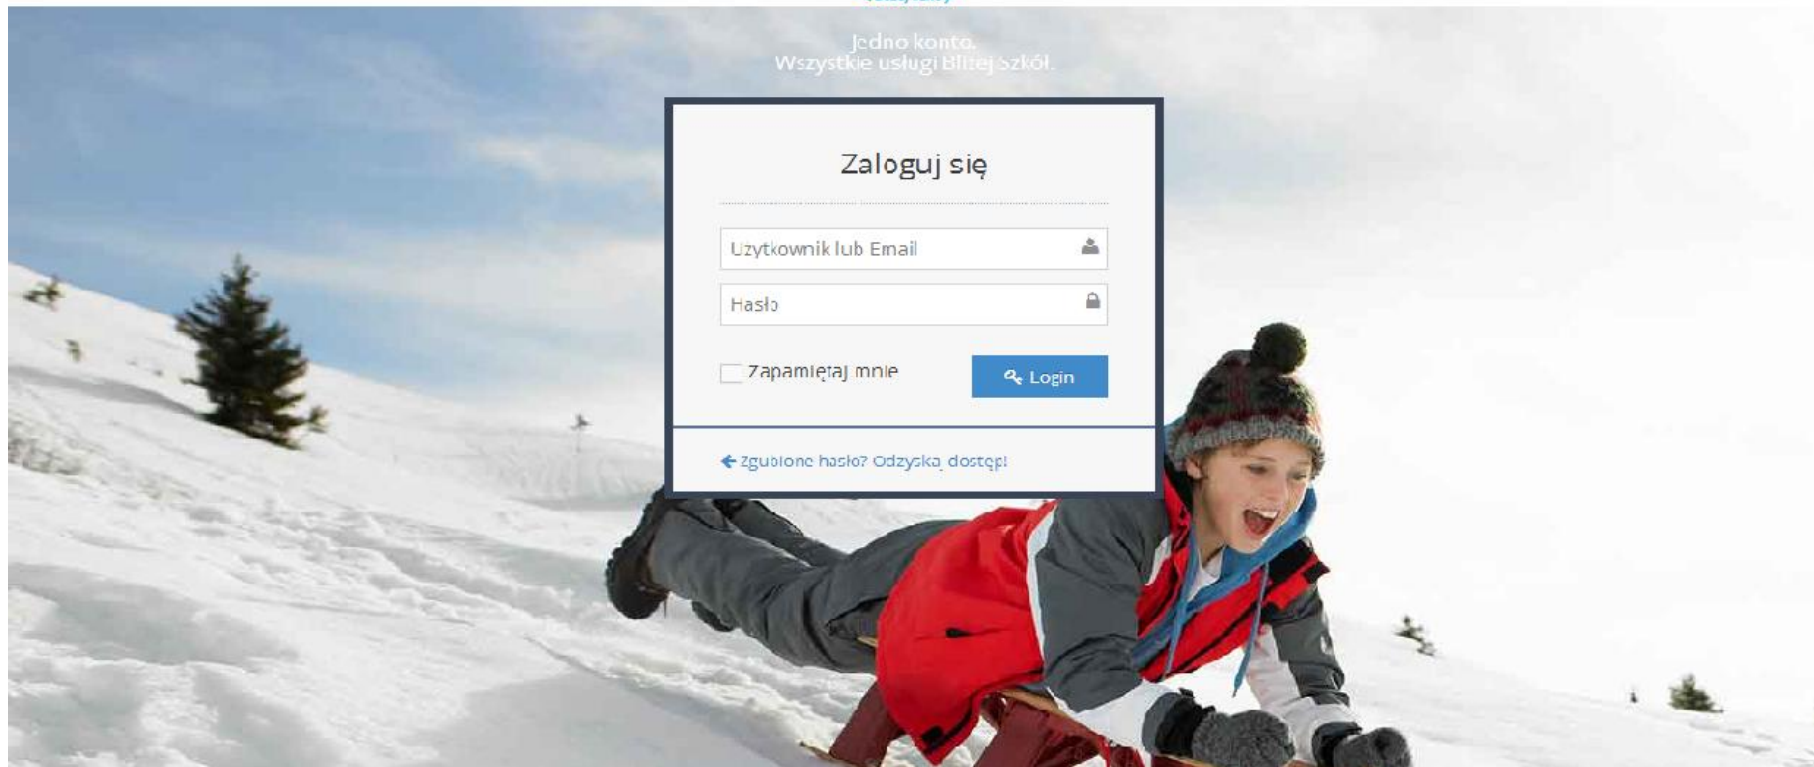 Jedno konto.
Wszystkie usługi Bliżej Szkół.
Zaloguj się
Użytkownik lub Email
Hasło
Zapamiętaj mnie
Login
Zgubione hasło? Odzyskaj dostęp!